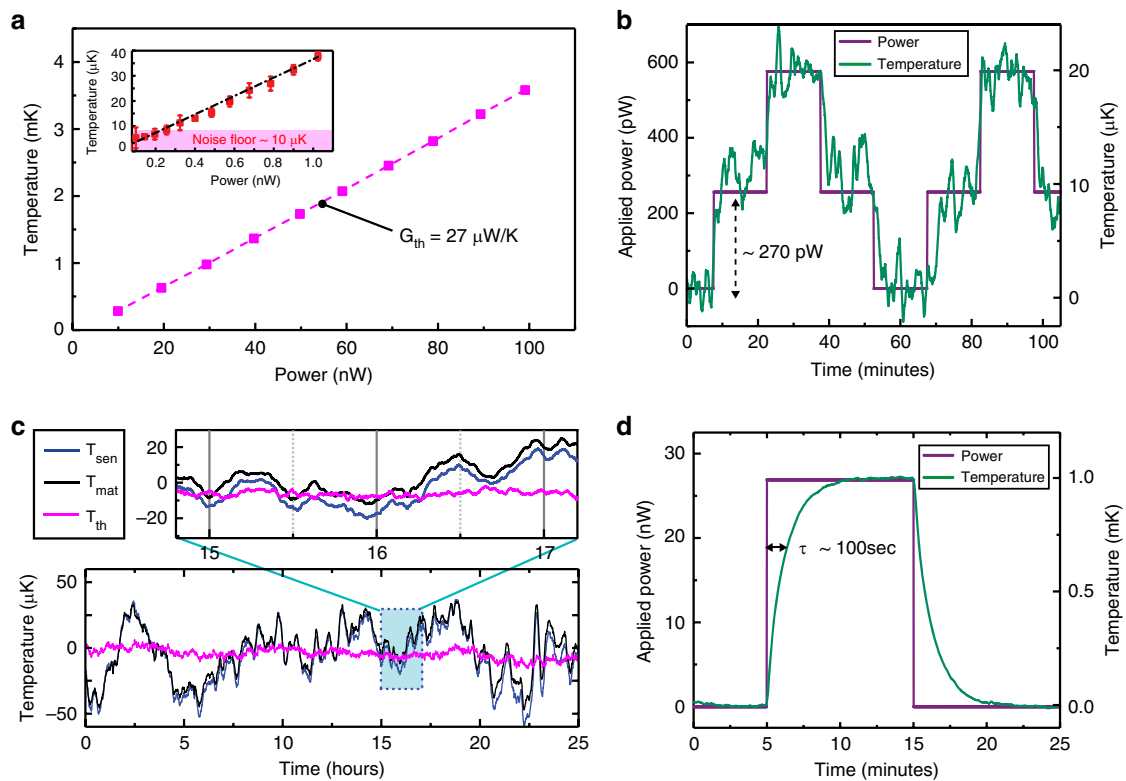 a
Temperature (mK)
4
3
2
1
0
0
20
40
60
80
100
Power (nW)
Temperature (µK)
40
30
20
10
0
0.2
0.4
0.6
0.8
1.0
Power (nW)
Noise floor ~ 10 µK
G_th = 27 µW/K
b
Applied power (pW)
600
400
200
0
Power
Temperature
~ 270 pW
20
10
0
Temperature (µK)
0
20
40
60
80
100
Time (minutes)
c
T_sen
T_mat
T_th
20
0
−20
15
16
17
Temperature (µK)
50
0
−50
0
5
10
15
20
25
Time (hours)
d
Applied power (nW)
30
20
10
0
Power
Temperature
τ ~ 100sec
1.0
0.5
0.0
Temperature (mK)
0
5
10
15
20
25
Time (minutes)